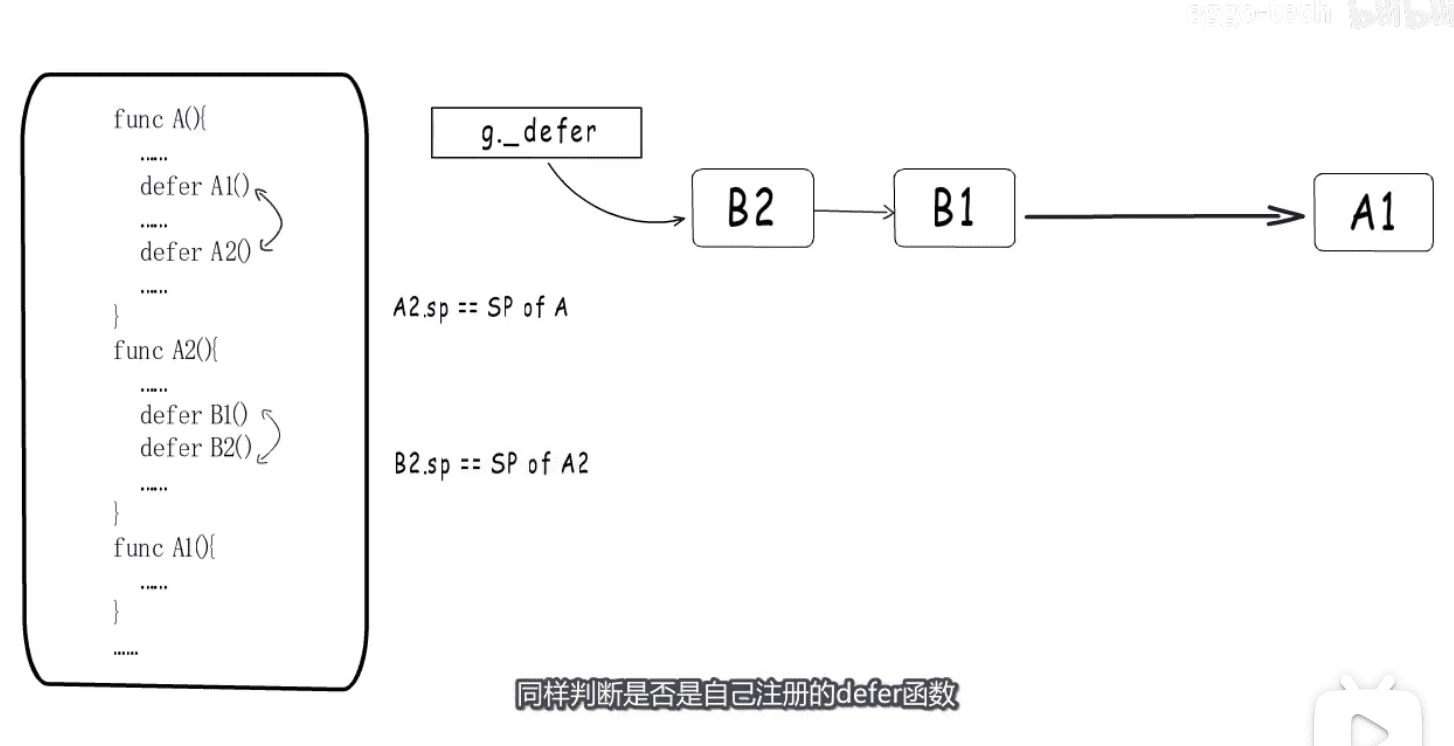 eggo-tech bilibili
func A(){
……
defer A1()
……
defer A2()
……
}
func A2(){
……
defer B1()
defer B2()
……
}
func A1(){
……
}
……
g._defer
B2
B1
A1
A2.sp == SP of A
B2.sp == SP of A2
同样判断是否是自己注册的defer函数